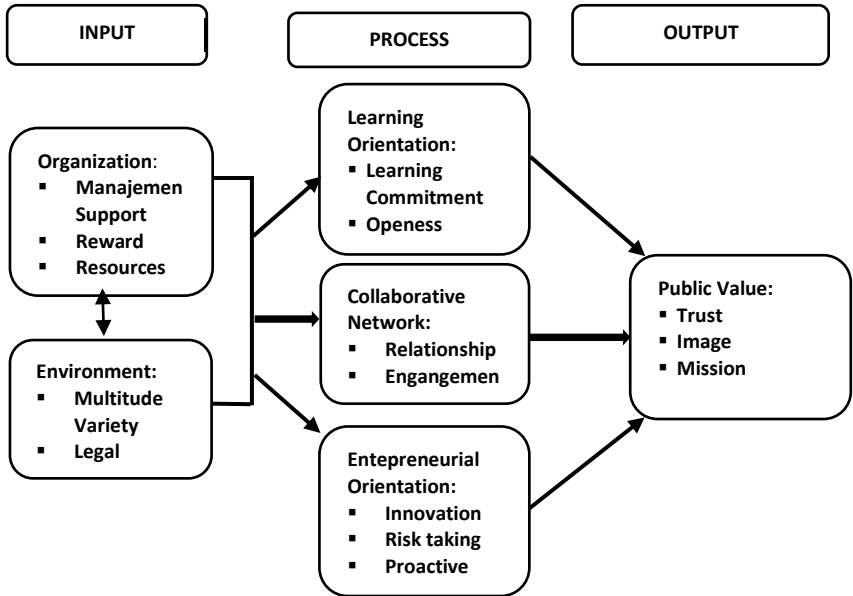 INPUT
PROCESS
OUTPUT
Organization:
▪ Manajemen
Support
▪ Reward
▪ Resources
Environment:
▪ Multitude
Variety
▪ Legal
Learning
Orientation:
▪ Learning
Commitment
▪ Openess
Collaborative
Network:
▪ Relationship
▪ Engangemen
Entepreneurial
Orientation:
▪ Innovation
▪ Risk taking
▪ Proactive
Public Value:
▪ Trust
▪ Image
▪ Mission